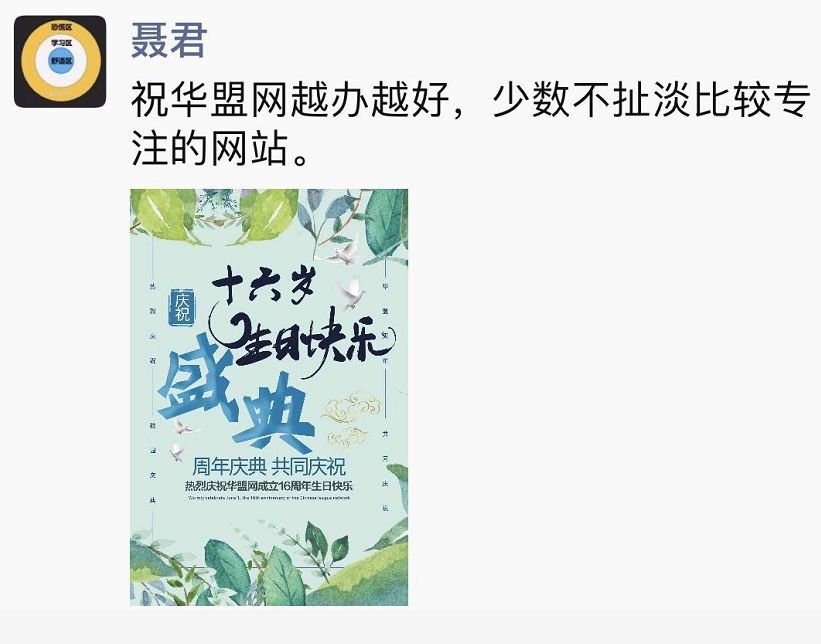 恐慌区
学习区
舒适区
聂君
祝华盟网越办越好，少数不扯淡比较专
注的网站。
庆祝
十六岁
生日快乐
盛典
周年庆典 共同庆祝
热烈庆祝华盟网成立16周年生日快乐